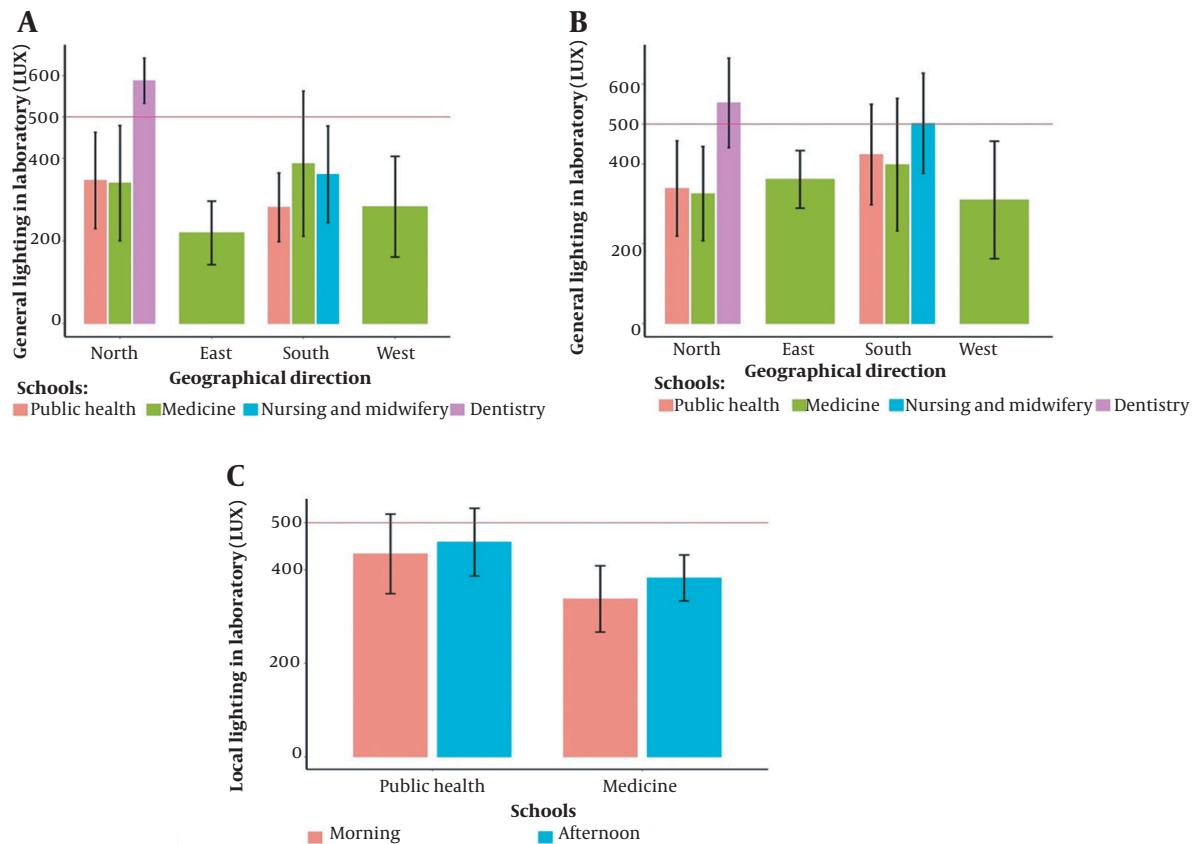 A
General lighting in laboratory (LUX)
600
500
400
200
0
North East South West
Geographical direction
Schools:
Public health Medicine Nursing and midwifery Dentistry
B
General lighting in laboratory (LUX)
600
500
400
200
0
North East South West
Geographical direction
Schools:
Public health Medicine Nursing and midwifery Dentistry
C
Local lighting in laboratory (LUX)
500
400
200
0
Public health Medicine
Schools
Morning Afternoon